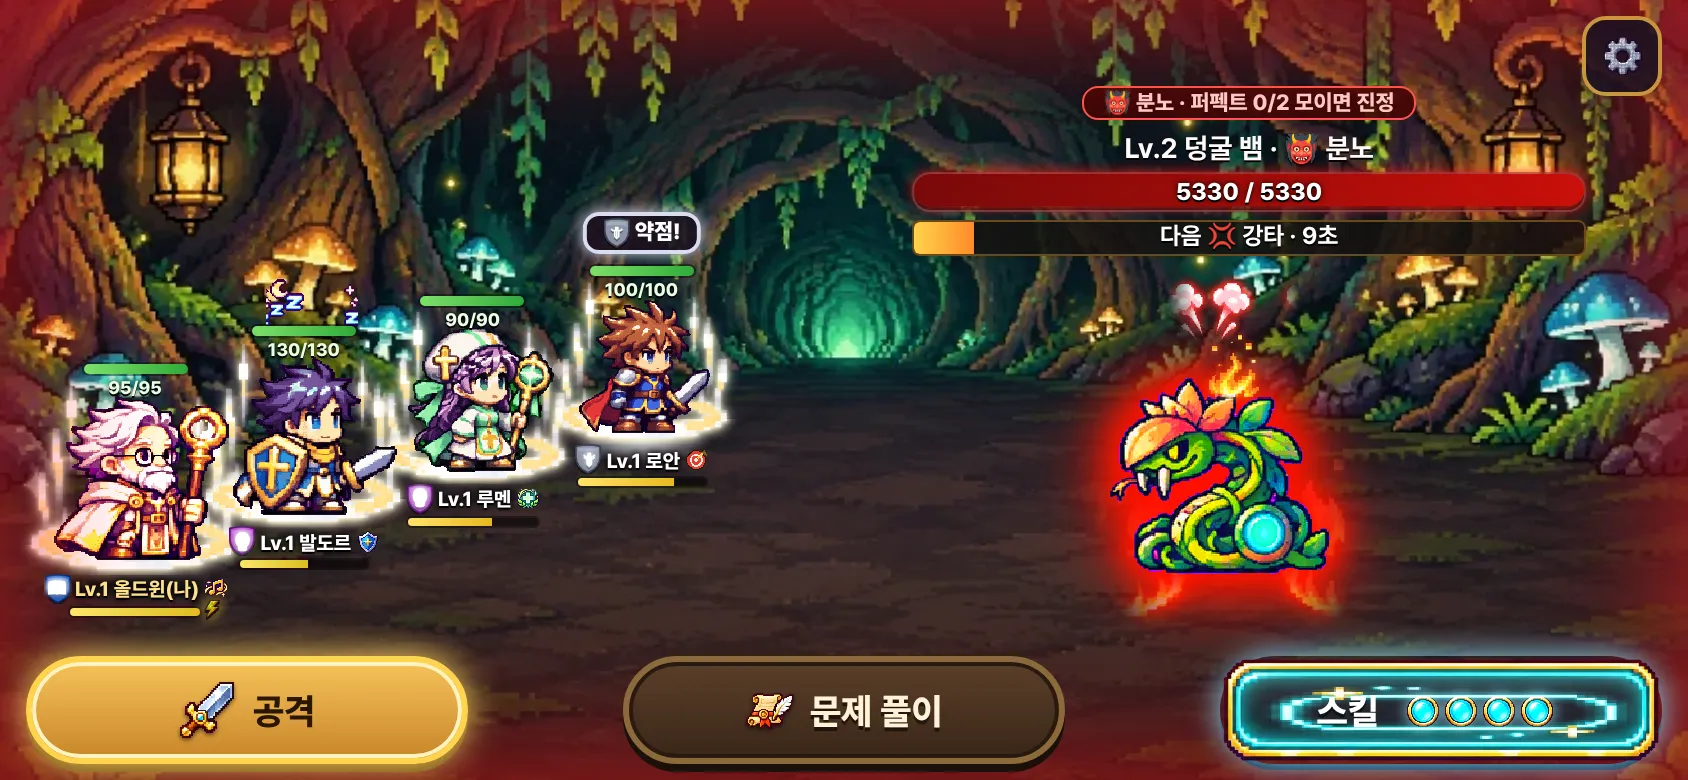 분노 · 퍼펙트 0/2 모이면 진정
Lv.2 덩굴 뱀 · 분노
5330 / 5330
다음 강타 · 9초
약점!
100/100
90/90
z z z
130/130
95/95
Lv.1 로안
Lv.1 루멘
Lv.1 발도르
Lv.1 올드윈(나)
공격
문제 풀이
스킬